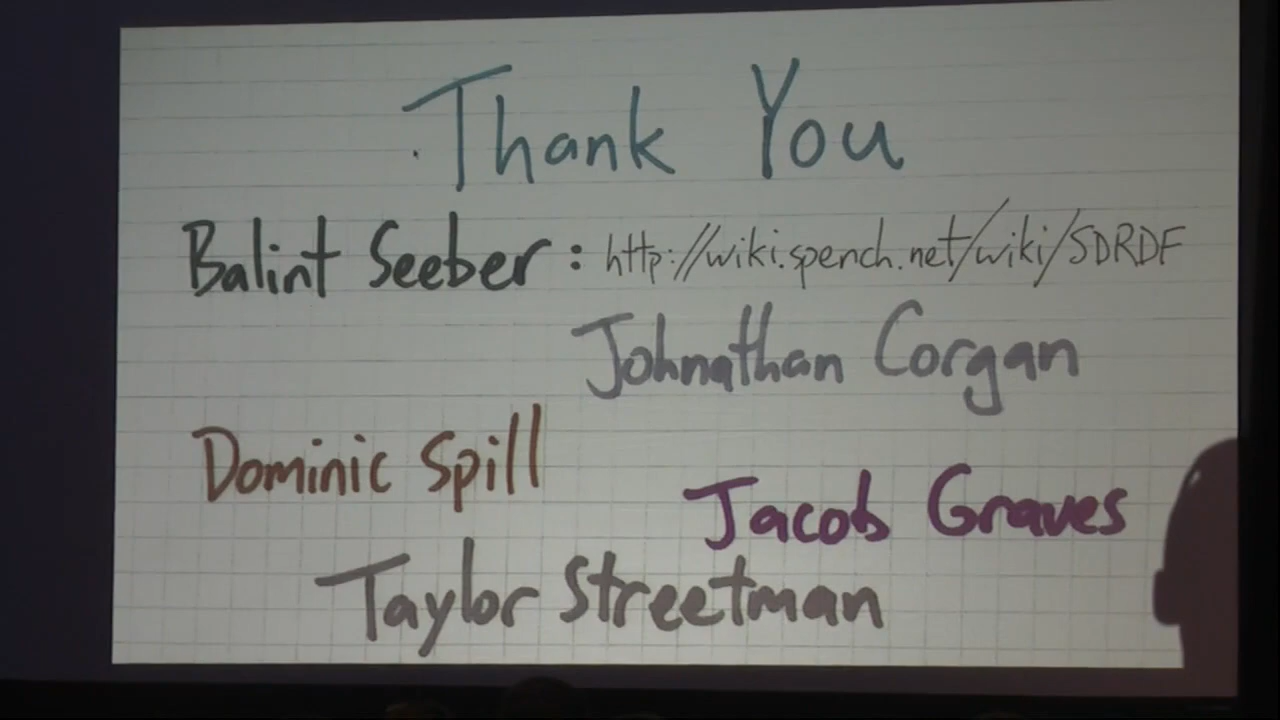 Thank You
Balint Seeber: http://wiki.spench.net/wiki/SDRDF
Johnathan Corgan
Dominic Spill
Jacob Graves
Taylor Streetman